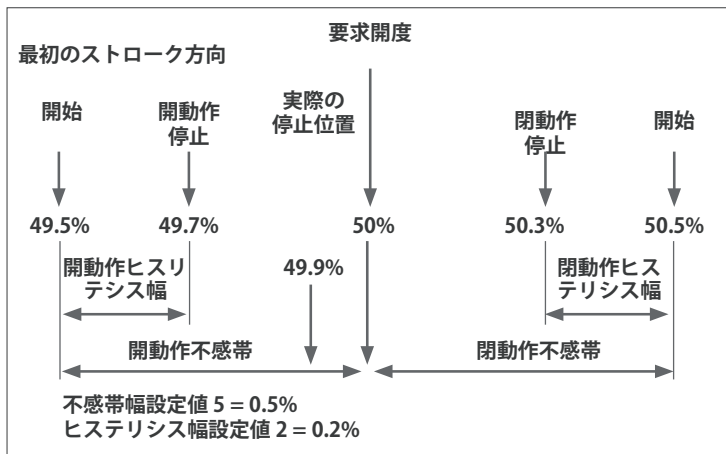 要求開度
最初のストローク方向
開始
開動作
停止
実際の
停止位置
閉動作
停止
開始
49.5%
49.7%
50%
50.3%
50.5%
49.9%
開動作ヒスリ
テシス幅
閉動作ヒス
テリシス幅
開動作不感帯
閉動作不感帯
不感帯幅設定値 5 = 0.5%
ヒステリシス幅設定値 2 = 0.2%